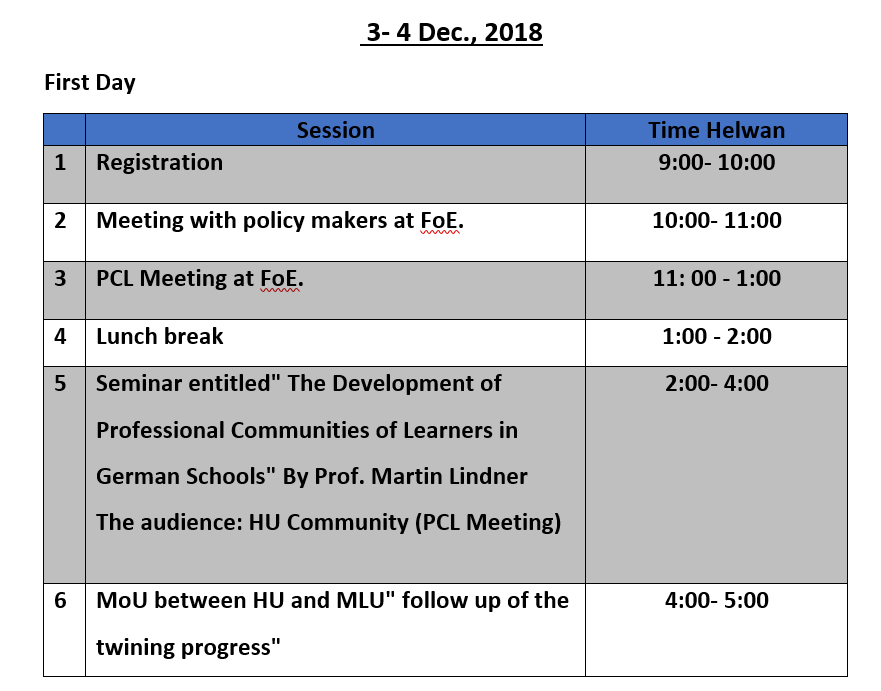 3- 4 Dec., 2018
First Day
Session Time Helwan
1 Registration 9:00- 10:00
2 Meeting with policy makers at FoE. 10:00- 11:00
3 PCL Meeting at FoE. 11: 00 - 1:00
4 Lunch break 1:00 - 2:00
5 Seminar entitled" The Development of 2:00- 4:00
Professional Communities of Learners in
German Schools" By Prof. Martin Lindner
The audience: HU Community (PCL Meeting)
6 MoU between HU and MLU" follow up of the 4:00- 5:00
twining progress"